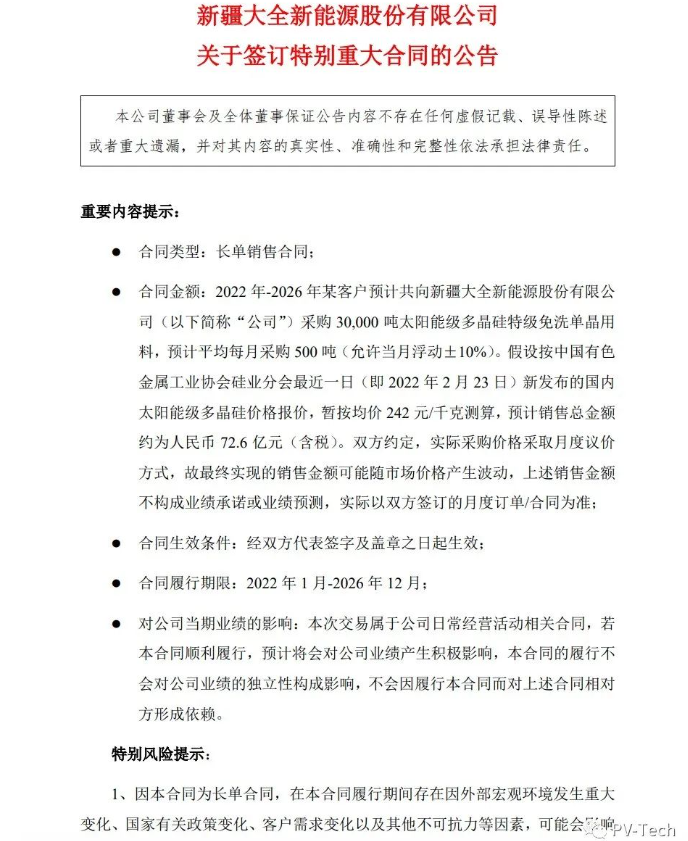 新疆大全新能源股份有限公司
关于签订特别重大合同的公告
本公司董事会及全体董事保证公告内容不存在任何虚假记载、误导性陈述
或者重大遗漏，并对其内容的真实性、准确性和完整性依法承担法律责任。
重要内容提示：
● 合同类型：长单销售合同；
● 合同金额：2022 年-2026 年某客户预计共向新疆大全新能源股份有限公
司（以下简称“公司”）采购 30,000 吨太阳能级多晶硅特级免洗单晶用
料，预计平均每月采购 500 吨（允许当月浮动±10%）。假设按中国有色
金属工业协会硅业分会最近一日（即 2022 年 2 月 23 日）新发布的国内
太阳能级多晶硅价格报价，暂按均价 242 元/千克测算，预计销售总金额
约为人民币 72.6 亿元（含税）。双方约定，实际采购价格采取月度议价
方式，故最终实现的销售金额可能随市场价格产生波动，上述销售金额
不构成业绩承诺或业绩预测，实际以双方签订的月度订单/合同为准；
● 合同生效条件：经双方代表签字及盖章之日起生效；
● 合同履行期限：2022 年 1 月-2026 年 12 月；
● 对公司当期业绩的影响：本次交易属于公司日常经营活动相关合同，若
本合同顺利履行，预计将会对公司业绩产生积极影响，本合同的履行不
会对公司业绩的独立性构成影响，不会因履行本合同而对上述合同相对
方形成依赖。
特别风险提示：
1、因本合同为长单合同，在本合同履行期间存在因外部宏观环境发生重大
变化、国家有关政策变化、客户需求变化以及其他不可抗力等因素，可能会影响
PV-Tech